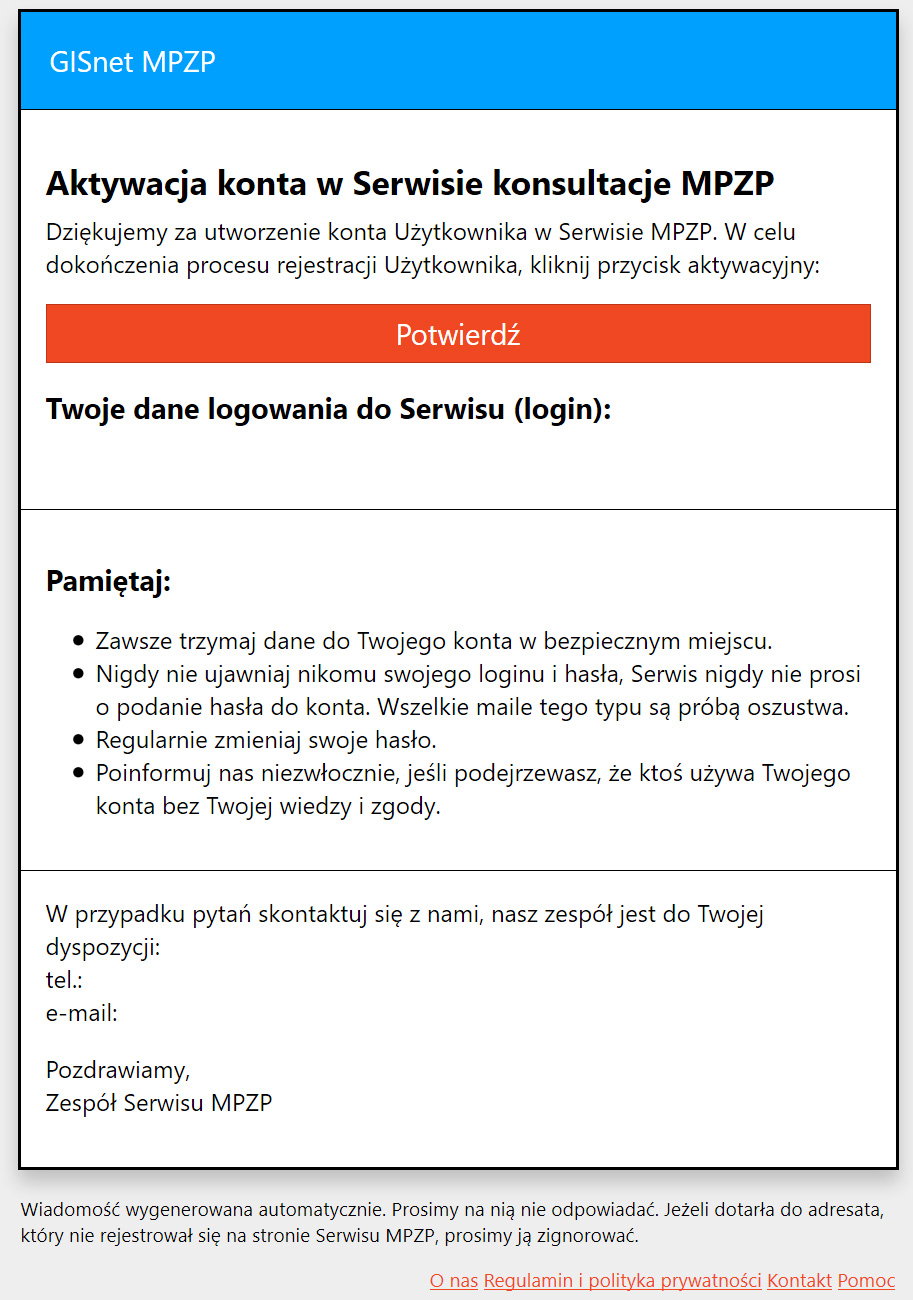 GISnet MPZP
Aktywacja konta w Serwisie konsultacje MPZP
Dziękujemy za utworzenie konta Użytkownika w Serwisie MPZP. W celu
dokończenia procesu rejestracji Użytkownika, kliknij przycisk aktywacyjny:
Potwierdź
Twoje dane logowania do Serwisu (login):
Pamiętaj:
● Zawsze trzymaj dane do Twojego konta w bezpiecznym miejscu.
● Nigdy nie ujawniaj nikomu swojego loginu i hasła, Serwis nigdy nie prosi
o podanie hasła do konta. Wszelkie maile tego typu są próbą oszustwa.
● Regularnie zmieniaj swoje hasło.
● Poinformuj nas niezwłocznie, jeśli podejrzewasz, że ktoś używa Twojego
konta bez Twojej wiedzy i zgody.
W przypadku pytań skontaktuj się z nami, nasz zespół jest do Twojej
dyspozycji:
tel.:
e-mail:
Pozdrawiamy,
Zespół Serwisu MPZP
Wiadomość wygenerowana automatycznie. Prosimy na nią nie odpowiadać. Jeżeli dotarła do adresata,
który nie rejestrował się na stronie Serwisu MPZP, prosimy ją zignorować.
O nas Regulamin i polityka prywatności Kontakt Pomoc